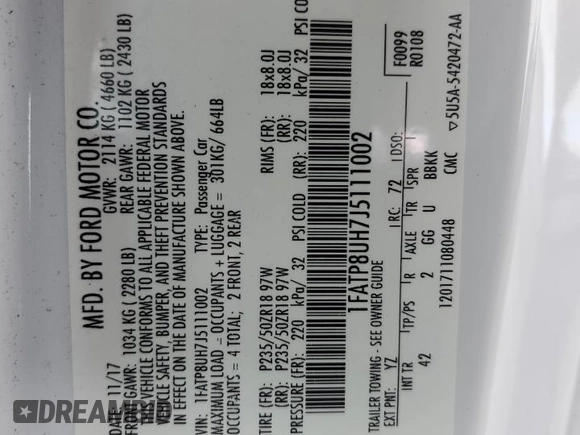 MFD. BY FORD MOTOR CO.
DATE: 11/17 GVWR: 2114 KG (4660 LB)
FRONT GAWR: 1034 KG (2280 LB) REAR GAWR: 1102 KG (2430 LB)
THIS VEHICLE CONFORMS TO ALL APPLICABLE FEDERAL MOTOR
VEHICLE SAFETY, BUMPER, AND THEFT PREVENTION STANDARDS
IN EFFECT ON THE DATE OF MANUFACTURE SHOWN ABOVE.
VIN: 1FATP8UH7J5111002 TYPE: Passenger Car
MAXIMUM LOAD = OCCUPANTS + LUGGAGE = 301KG/ 664LB
OCCUPANTS = 4 TOTAL; 2 FRONT, 2 REAR
TIRE (FR): P235/50ZR18 97W RIMS (FR): 18x8.0J
(RR): P235/50ZR18 97W (RR): 18x8.0J
PRESSURE (FR): 220 kPa/ 32 PSI COLD (RR): 220 kPa/ 32 PSI CO
1FATP8UH7J5111002
TRAILER TOWING - SEE OWNER GUIDE F0099
EXT PNT: YZ RC: 72 DSO: R0108
INT TR TP/PS R AXLE TR SPR
42 2 GG U BBKK
1201711080448 CMC ▽5U5A-5420472-AA
DREAMBID